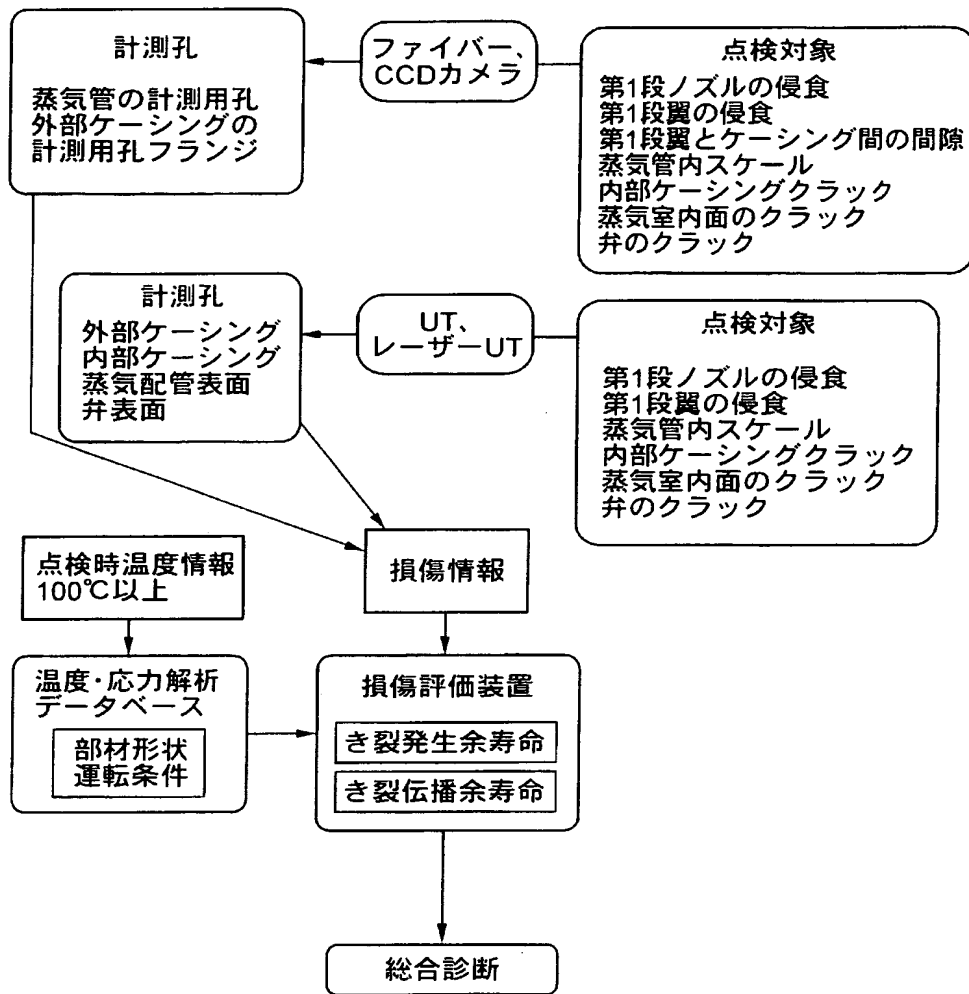 計測孔
蒸気管の計測用孔
外部ケーシングの
計測用孔フランジ
ファイバー、
CCDカメラ
点検対象
第1段ノズルの侵食
第1段翼の侵食
第1段翼とケーシング間の間隙
蒸気管内スケール
内部ケーシングクラック
蒸気室内面のクラック
弁のクラック
計測孔
外部ケーシング
内部ケーシング
蒸気配管表面
弁表面
UT、
レーザーUT
点検対象
第1段ノズルの侵食
第1段翼の侵食
蒸気管内スケール
内部ケーシングクラック
蒸気室内面のクラック
弁のクラック
点検時温度情報
100℃以上
損傷情報
温度・応力解析
データベース
部材形状
運転条件
損傷評価装置
き裂発生余寿命
き裂伝播余寿命
総合診断